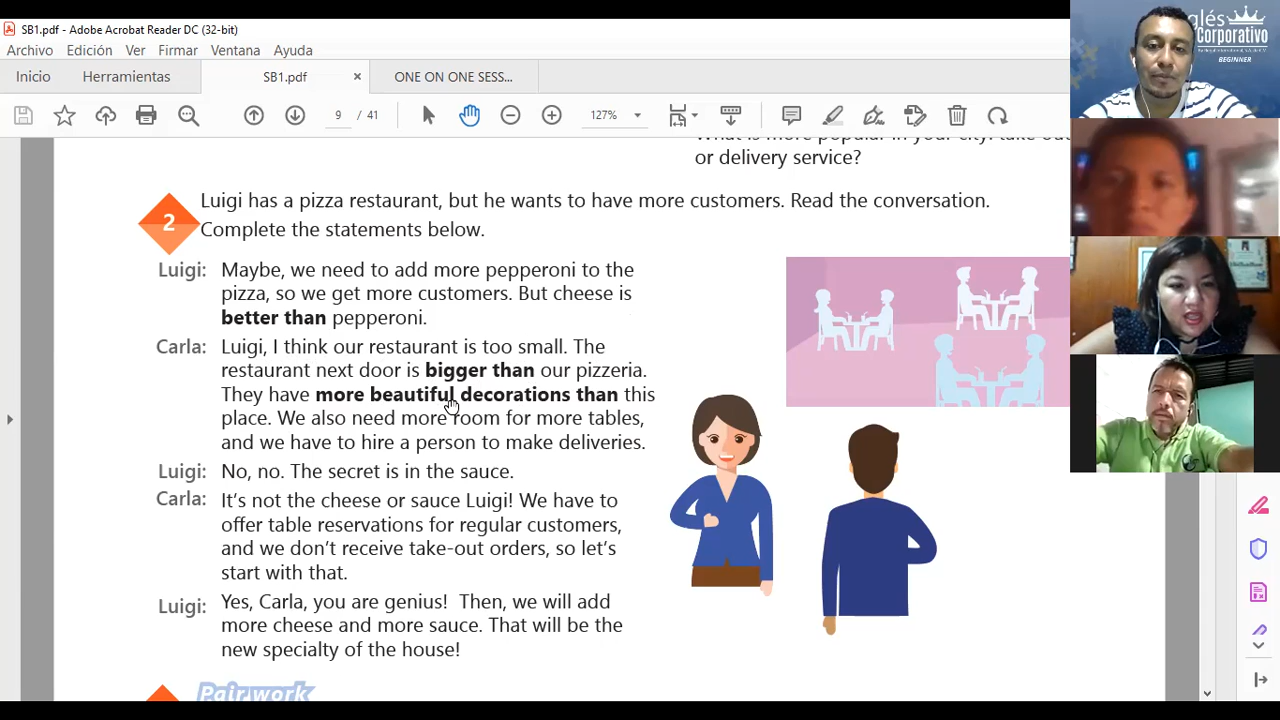 SB1.pdf - Adobe Acrobat Reader DC (32-bit)
Archivo Edición Ver Firmar Ventana Ayuda
Inicio Herramientas SB1.pdf × ONE ON ONE SESS...
9 / 41 127%
or delivery service?
2 Luigi has a pizza restaurant, but he wants to have more customers. Read the conversation.
Complete the statements below.
Luigi: Maybe, we need to add more pepperoni to the
pizza, so we get more customers. But cheese is
better than pepperoni.
Carla: Luigi, I think our restaurant is too small. The
restaurant next door is bigger than our pizzeria.
They have more beautiful decorations than this
place. We also need more room for more tables,
and we have to hire a person to make deliveries.
Luigi: No, no. The secret is in the sauce.
Carla: It's not the cheese or sauce Luigi! We have to
offer table reservations for regular customers,
and we don't receive take-out orders, so let's
start with that.
Luigi: Yes, Carla, you are genius! Then, we will add
more cheese and more sauce. That will be the
new specialty of the house!
Pair work
glés
Corporativo
BEGINNER